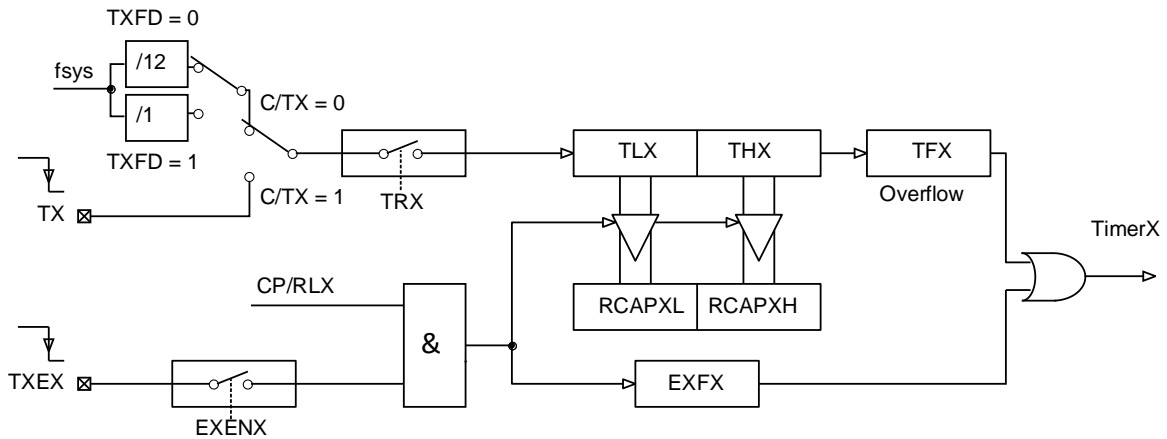 TXFD = 0
/12
fsys
C/TX = 0
/1
TXFD = 1
TLX THX TFX
TX
C/TX = 1
TRX
Overflow
TimerX
CP/RLX
RCAPXL RCAPXH
&
TXEX
EXFX
EXENX